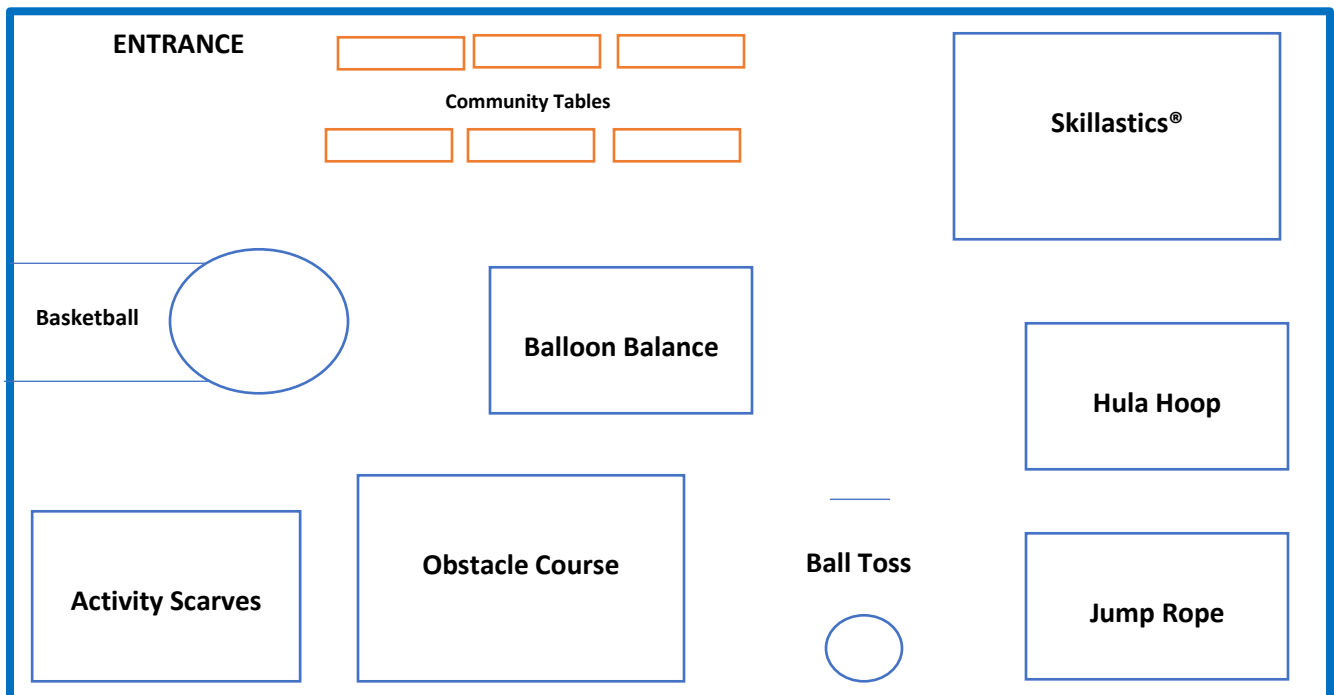 ENTRANCE
Community Tables
Skillastics®
Basketball
Balloon Balance
Hula Hoop
Obstacle Course
Ball Toss
Activity Scarves
Jump Rope